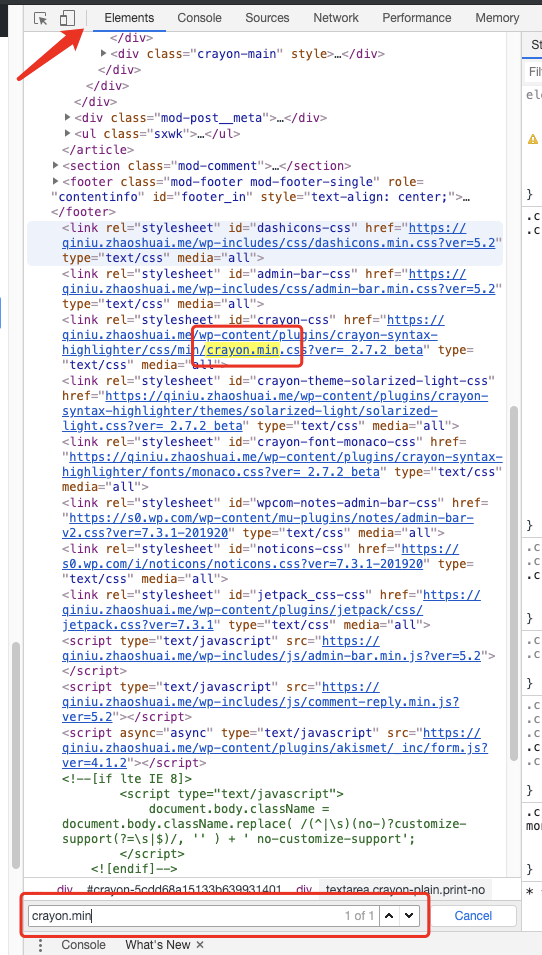 Elements Console Sources Network Performance Memory
</div>
<div class="crayon-main" style>…</div>
</div>
</div>
</div>
<div class="mod-post__meta">…</div>
<ul class="sxwk">…</ul>
</article>
<section class="mod-comment">…</section>
<footer class="mod-footer mod-footer-single" role=
"contentinfo" id="footer_in" style="text-align: center;">…
</footer>
<link rel="stylesheet" id="dashicons-css" href="https://
qiniu.zhaoshuai.me/wp-includes/css/dashicons.min.css?ver=5.2"
type="text/css" media="all">
<link rel="stylesheet" id="admin-bar-css" href="https://
qiniu.zhaoshuai.me/wp-includes/css/admin-bar.min.css?ver=5.2"
type="text/css" media="all">
<link rel="stylesheet" id="crayon-css" href="https://
qiniu.zhaoshuai.me/wp-content/plugins/crayon-syntax-
highlighter/css/min/crayon.min.css?ver=_2.7.2_beta" type=
"text/css" media="all">
<link rel="stylesheet" id="crayon-theme-solarized-light-css"
href="https://qiniu.zhaoshuai.me/wp-content/plugins/crayon-
syntax-highlighter/themes/solarized-light/solarized-
light.css?ver=_2.7.2_beta" type="text/css" media="all">
<link rel="stylesheet" id="crayon-font-monaco-css" href=
"https://qiniu.zhaoshuai.me/wp-content/plugins/crayon-syntax-
highlighter/fonts/monaco.css?ver=_2.7.2_beta" type="text/css"
media="all">
<link rel="stylesheet" id="wpcom-notes-admin-bar-css" href=
"https://s0.wp.com/wp-content/mu-plugins/notes/admin-bar-
v2.css?ver=7.3.1-201920" type="text/css" media="all">
<link rel="stylesheet" id="noticons-css" href="https://
s0.wp.com/i/noticons/noticons.css?ver=7.3.1-201920" type=
"text/css" media="all">
<link rel="stylesheet" id="jetpack_css-css" href="https://
qiniu.zhaoshuai.me/wp-content/plugins/jetpack/css/
jetpack.css?ver=7.3.1" type="text/css" media="all">
<script type="text/javascript" src="https://
qiniu.zhaoshuai.me/wp-includes/js/admin-bar.min.js?ver=5.2">
</script>
<script type="text/javascript" src="https://
qiniu.zhaoshuai.me/wp-includes/js/comment-reply.min.js?
ver=5.2"></script>
<script async="async" type="text/javascript" src="https://
qiniu.zhaoshuai.me/wp-content/plugins/akismet/_inc/form.js?
ver=4.1.2"></script>
<!--[if lte IE 8]>
<script type="text/javascript">
document.body.className =
document.body.className.replace( /(^|\s)(no-)?customize-
support(?=\s|$)/, '' ) + ' no-customize-support';
</script>
<![endif]-->
div #crayon-5cdd68a15133b639931401 div textarea.crayon-plain.print-no
crayon.min 1 of 1 Cancel
Console What's New
St
Fil
ele
}
.c
.c
}
.c
.c
.c
}
.c
.c
}
.c
.c
.c
.c
}
.c
mo
}
*